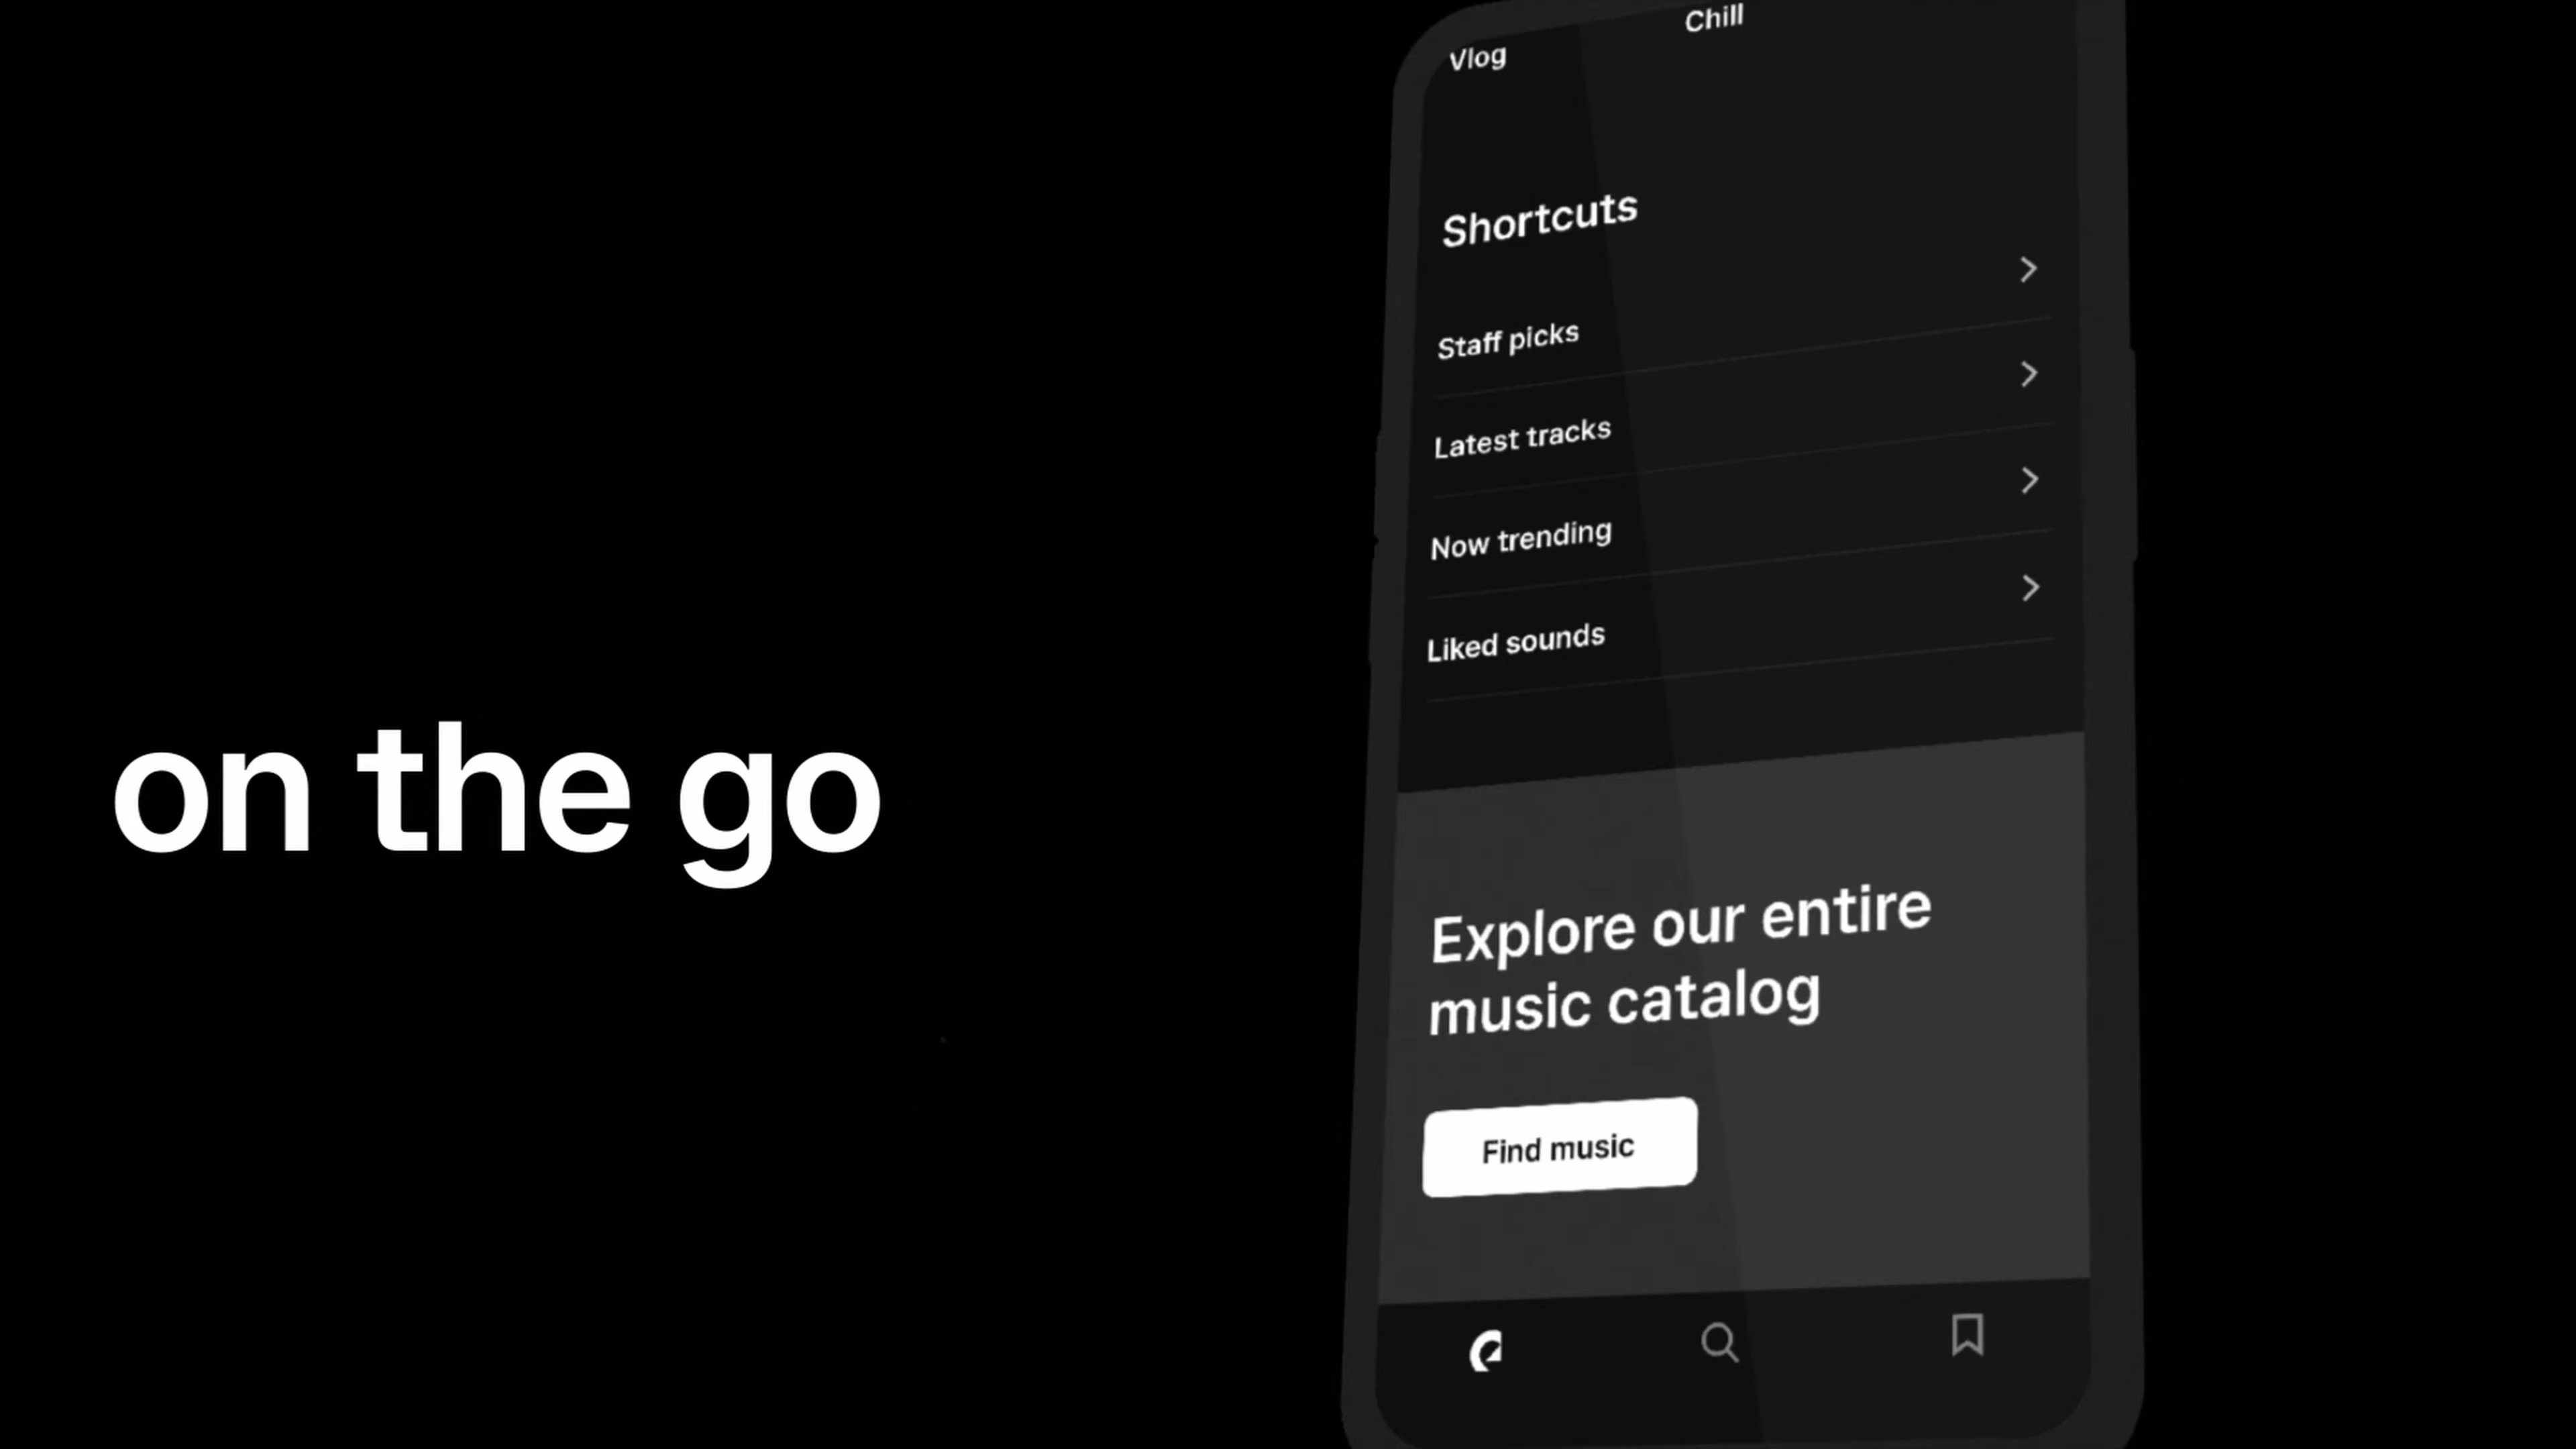 on the go
Vlog
Chill
Shortcuts
Staff picks
Latest tracks
Now trending
Liked sounds
Explore our entire
music catalog
Find music